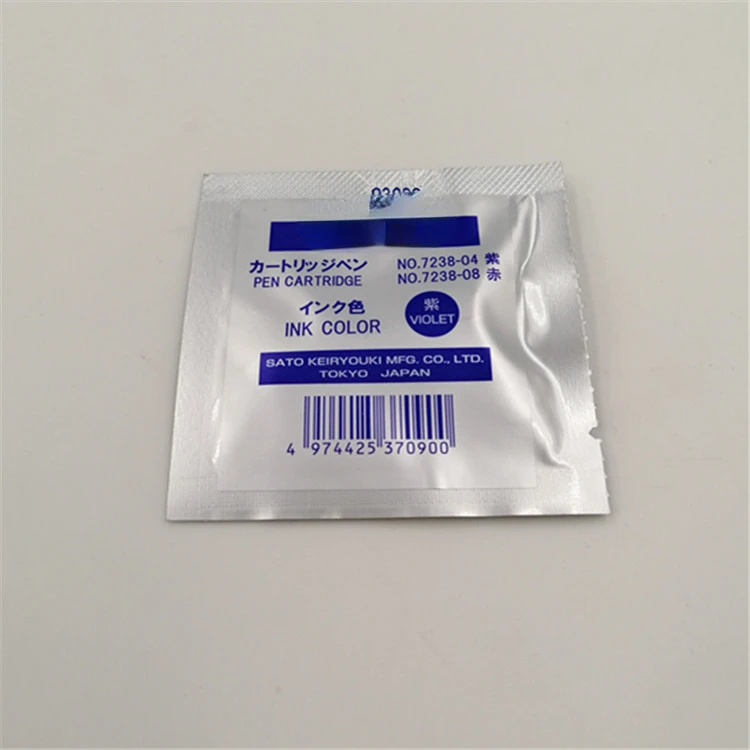 カートリッジペン NO.7238-04 紫
PEN CARTRIDGE NO.7238-08 赤
インク色 紫
INK COLOR VIOLET
SATO KEIRYOUKI MFG. CO., LTD.
TOKYO JAPAN
4 974425 370900